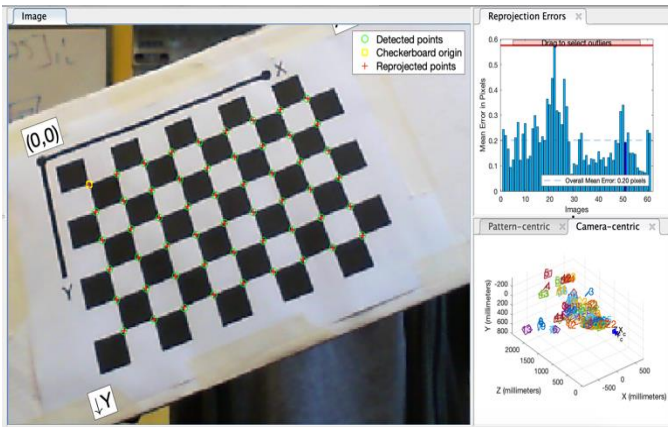 Image
Detected points
Checkerboard origin
Reprojected points
X
(0,0)
Y
↓Y
Reprojection Errors
Drag to select outliers
Mean Error in Pixels
0.6
0.5
0.4
0.3
0.2
0.1
0
Overall Mean Error: 0.20 pixels
0 10 20 30 40 50 60
Images
Pattern-centric
Camera-centric
Y (millimeters)
-200
0
200
400
600
800
2000
1500
1000
500
0
Z (millimeters)
-500
0
500
X (millimeters)